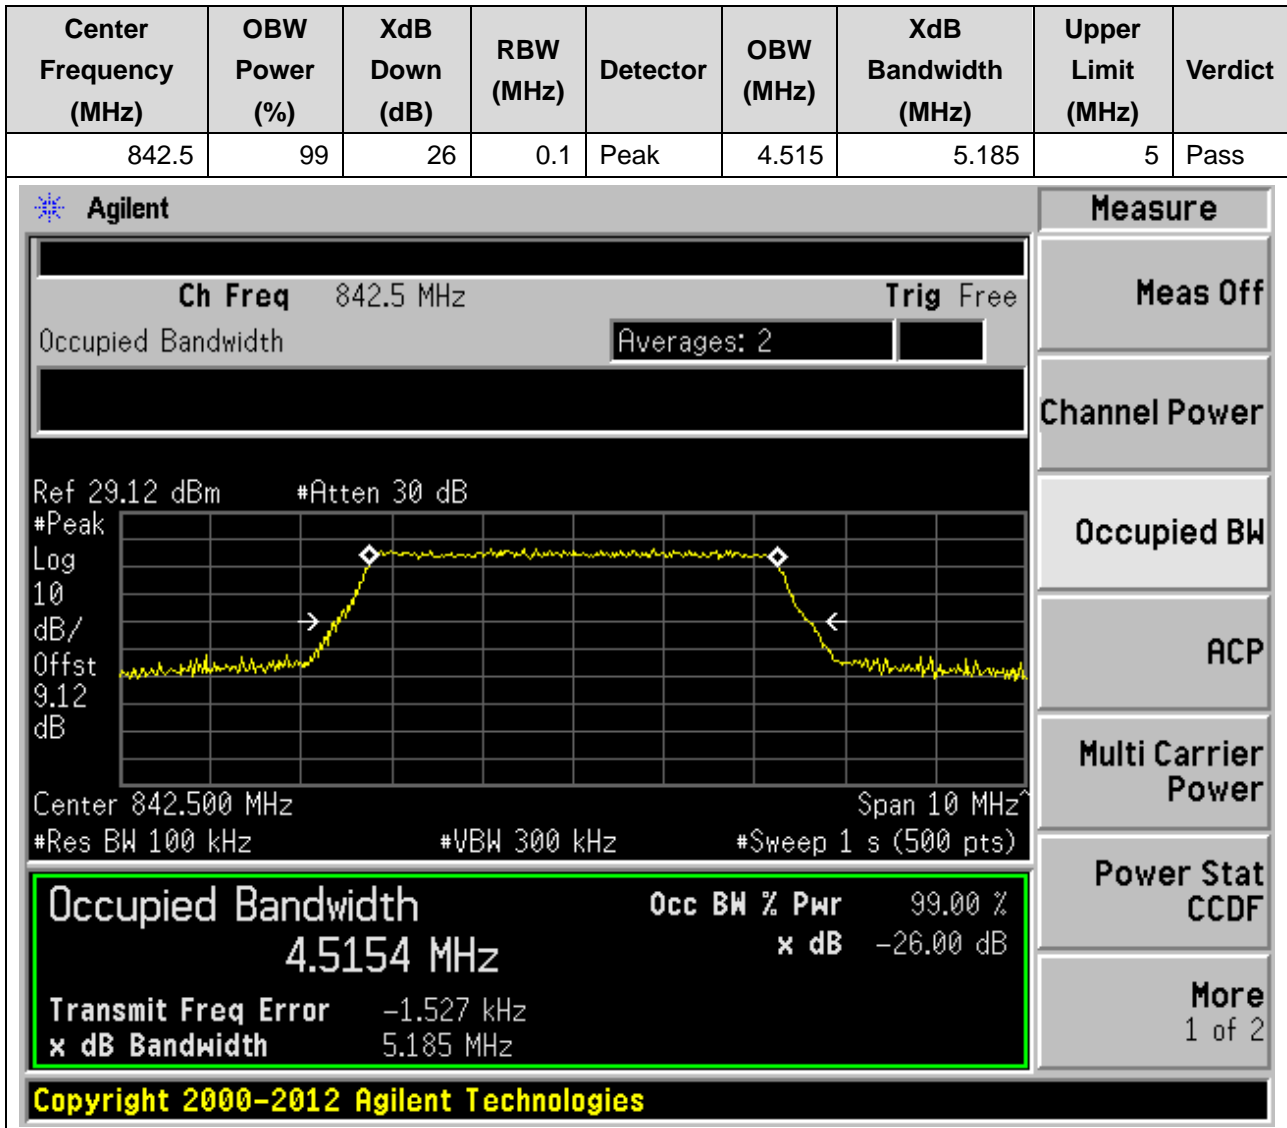 Center Frequency (MHz) OBW Power (%) XdB Down (dB) RBW (MHz) Detector OBW (MHz) XdB Bandwidth (MHz) Upper Limit (MHz) Verdict
842.5 99 26 0.1 Peak 4.515 5.185 5 Pass
Agilent
Measure
Ch Freq 842.5 MHz Trig Free
Meas Off
Occupied Bandwidth Averages: 2
Channel Power
Ref 29.12 dBm #Atten 30 dB
#Peak
Log
10
dB/
Offst
9.12
dB
Occupied BW
ACP
Multi Carrier
Power
Center 842.500 MHz Span 10 MHz^
#Res BW 100 kHz #VBW 300 kHz #Sweep 1 s (500 pts)
Power Stat
CCDF
Occupied Bandwidth Occ BW % Pwr 99.00 %
4.5154 MHz x dB -26.00 dB
Transmit Freq Error -1.527 kHz
x dB Bandwidth 5.185 MHz
More
1 of 2
Copyright 2000-2012 Agilent Technologies